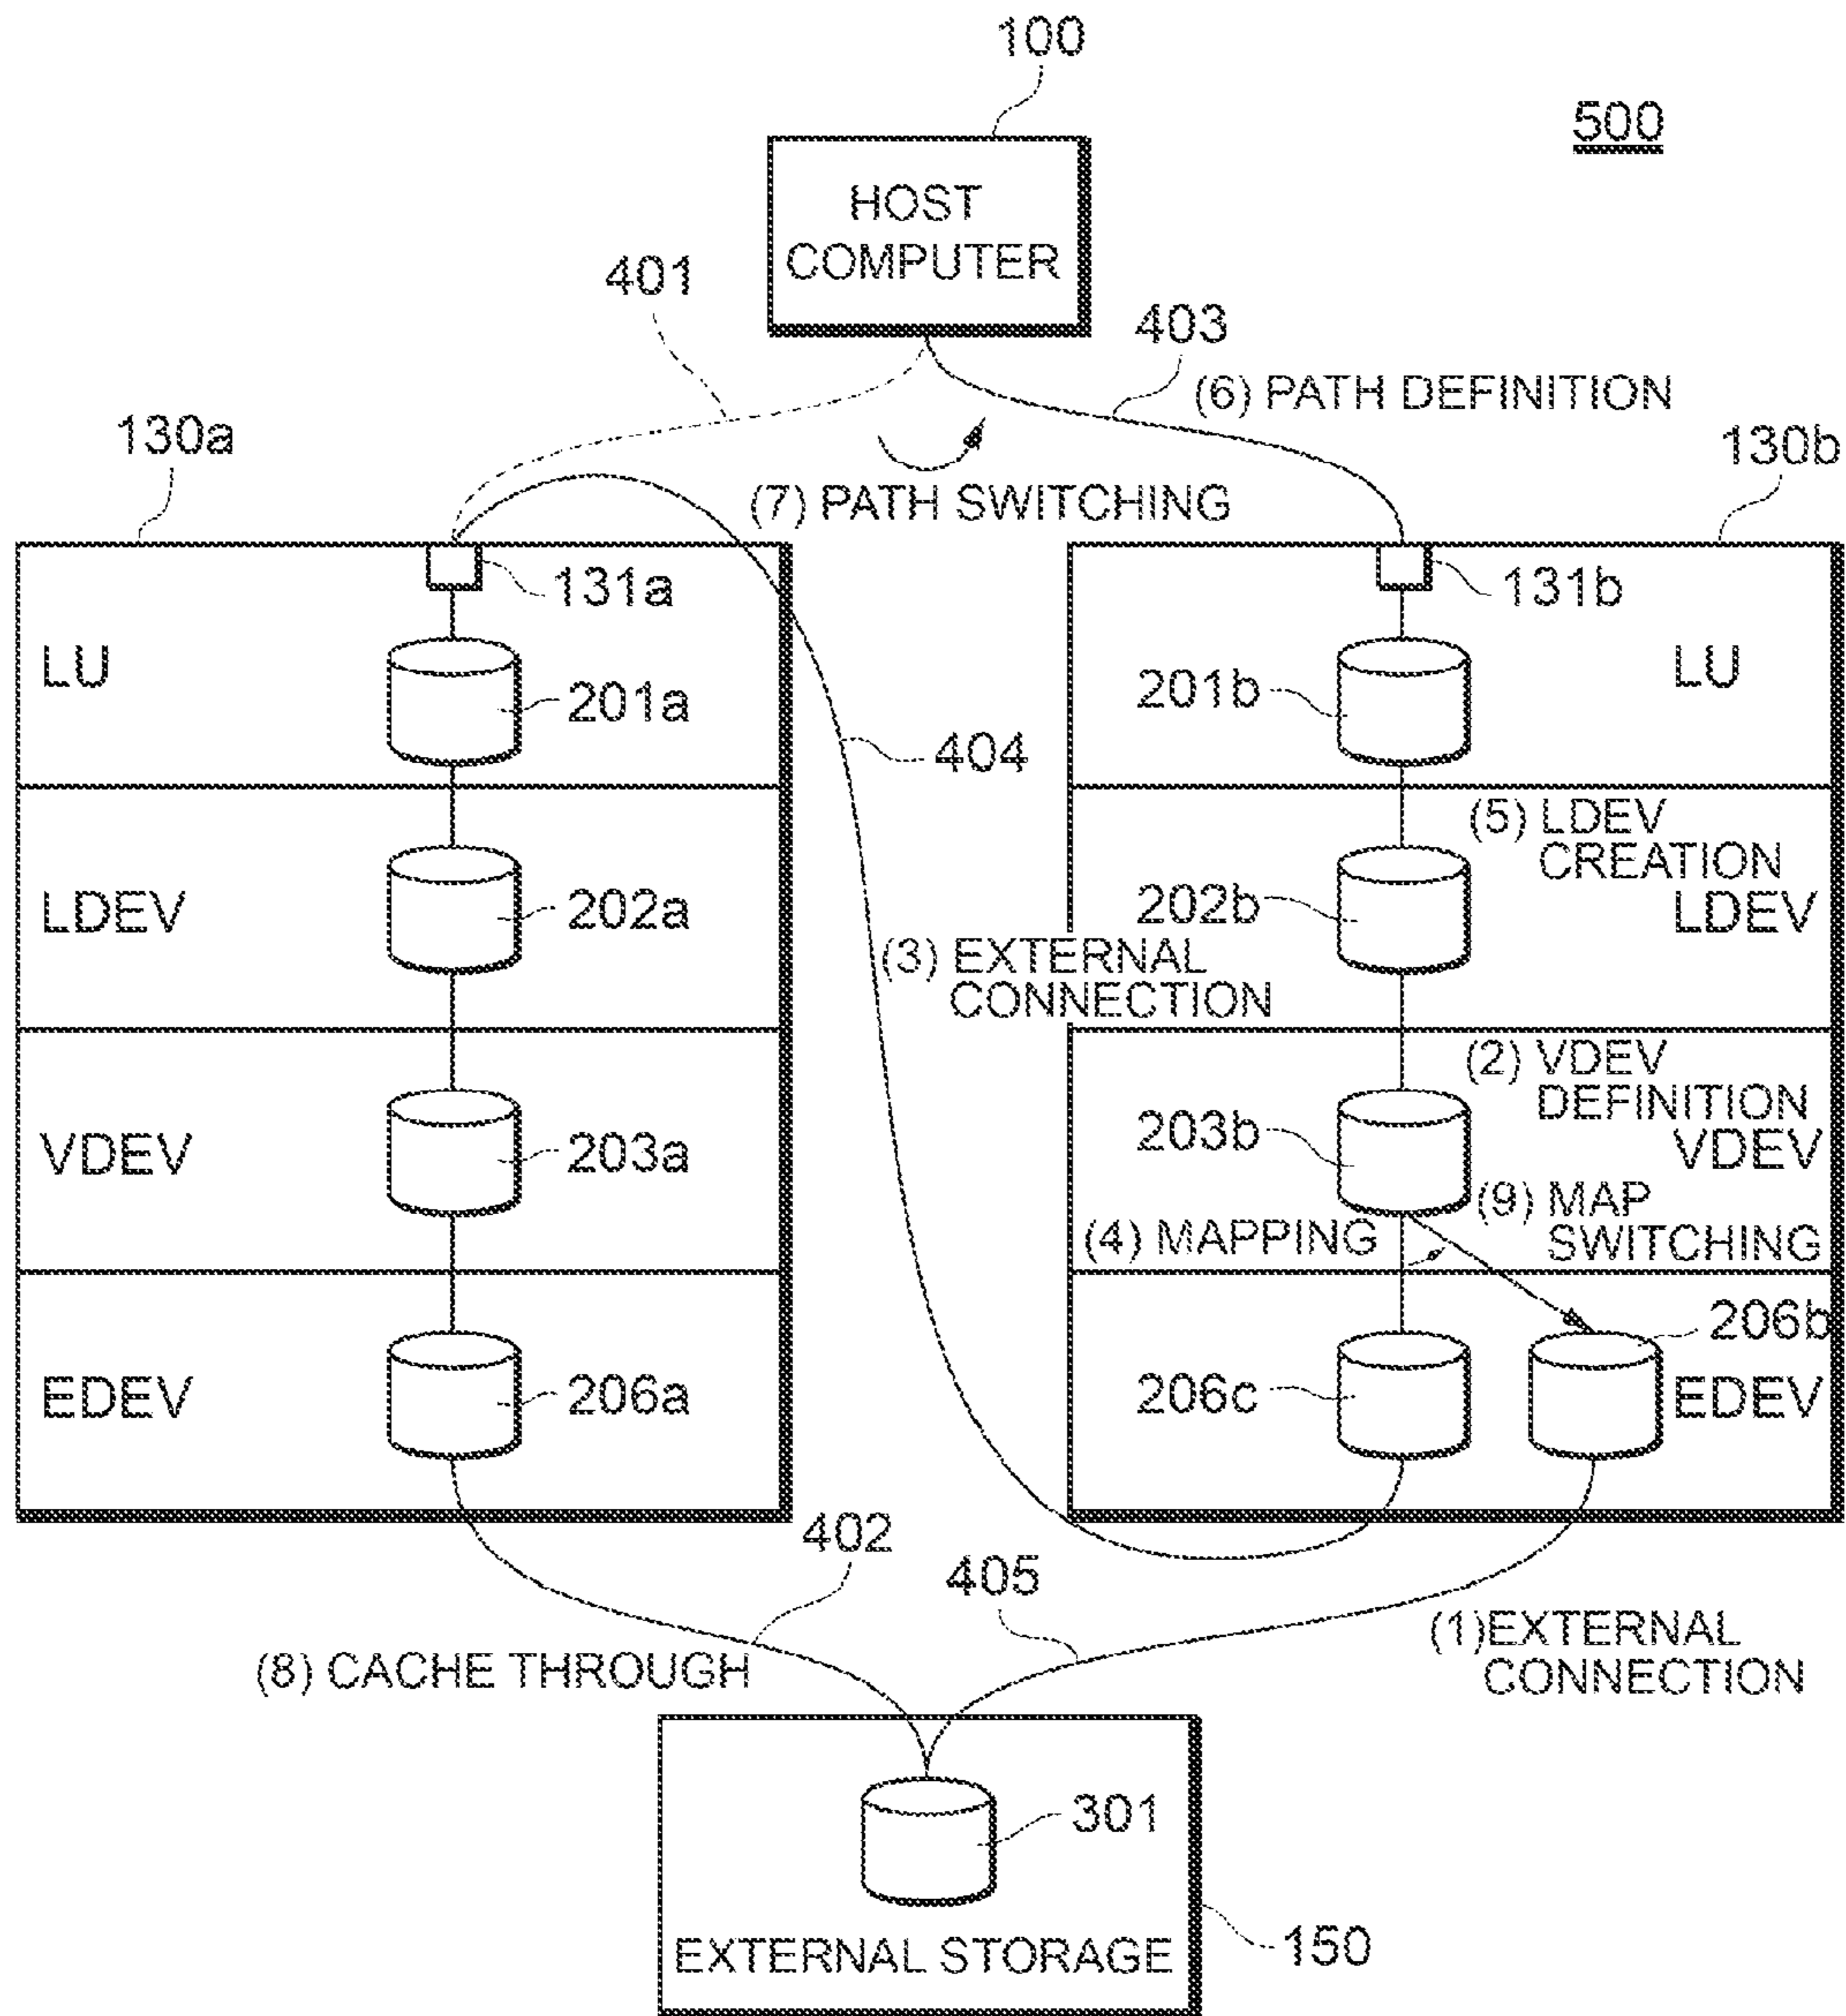 100
500
HOST
COMPUTER
401
403
(6) PATH DEFINITION
130a
130b
(7) PATH SWITCHING
131a
131b
LU
201a
201b
LU
404
(5) LDEV
CREATION
LDEV
202a
202b
LDEV
(3) EXTERNAL
CONNECTION
(2) VDEV
DEFINITION
VDEV
203a
203b
VDEV
(9) MAP
SWITCHING
(4) MAPPING
206b
EDEV
206a
206c
EDEV
402
405
(1)EXTERNAL
CONNECTION
(8) CACHE THROUGH
301
EXTERNAL STORAGE
150